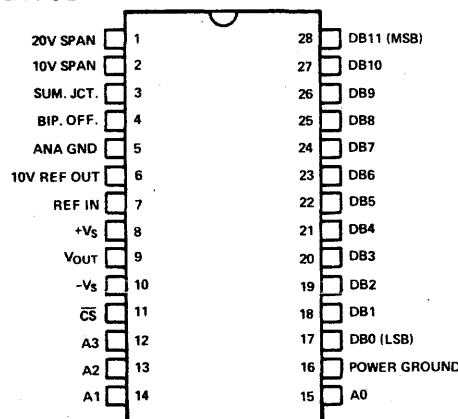 20V SPAN 1 28 DB11 (MSB)
10V SPAN 2 27 DB10
SUM. JCT. 3 26 DB9
BIP. OFF. 4 25 DB8
ANA GND 5 24 DB7
10V REF OUT 6 23 DB6
REF IN 7 22 DB5
+VS 8 21 DB4
VOUT 9 20 DB3
-VS 10 19 DB2
C̅S̅ 11 18 DB1
A3 12 17 DB0 (LSB)
A2 13 16 POWER GROUND
A1 14 15 A0